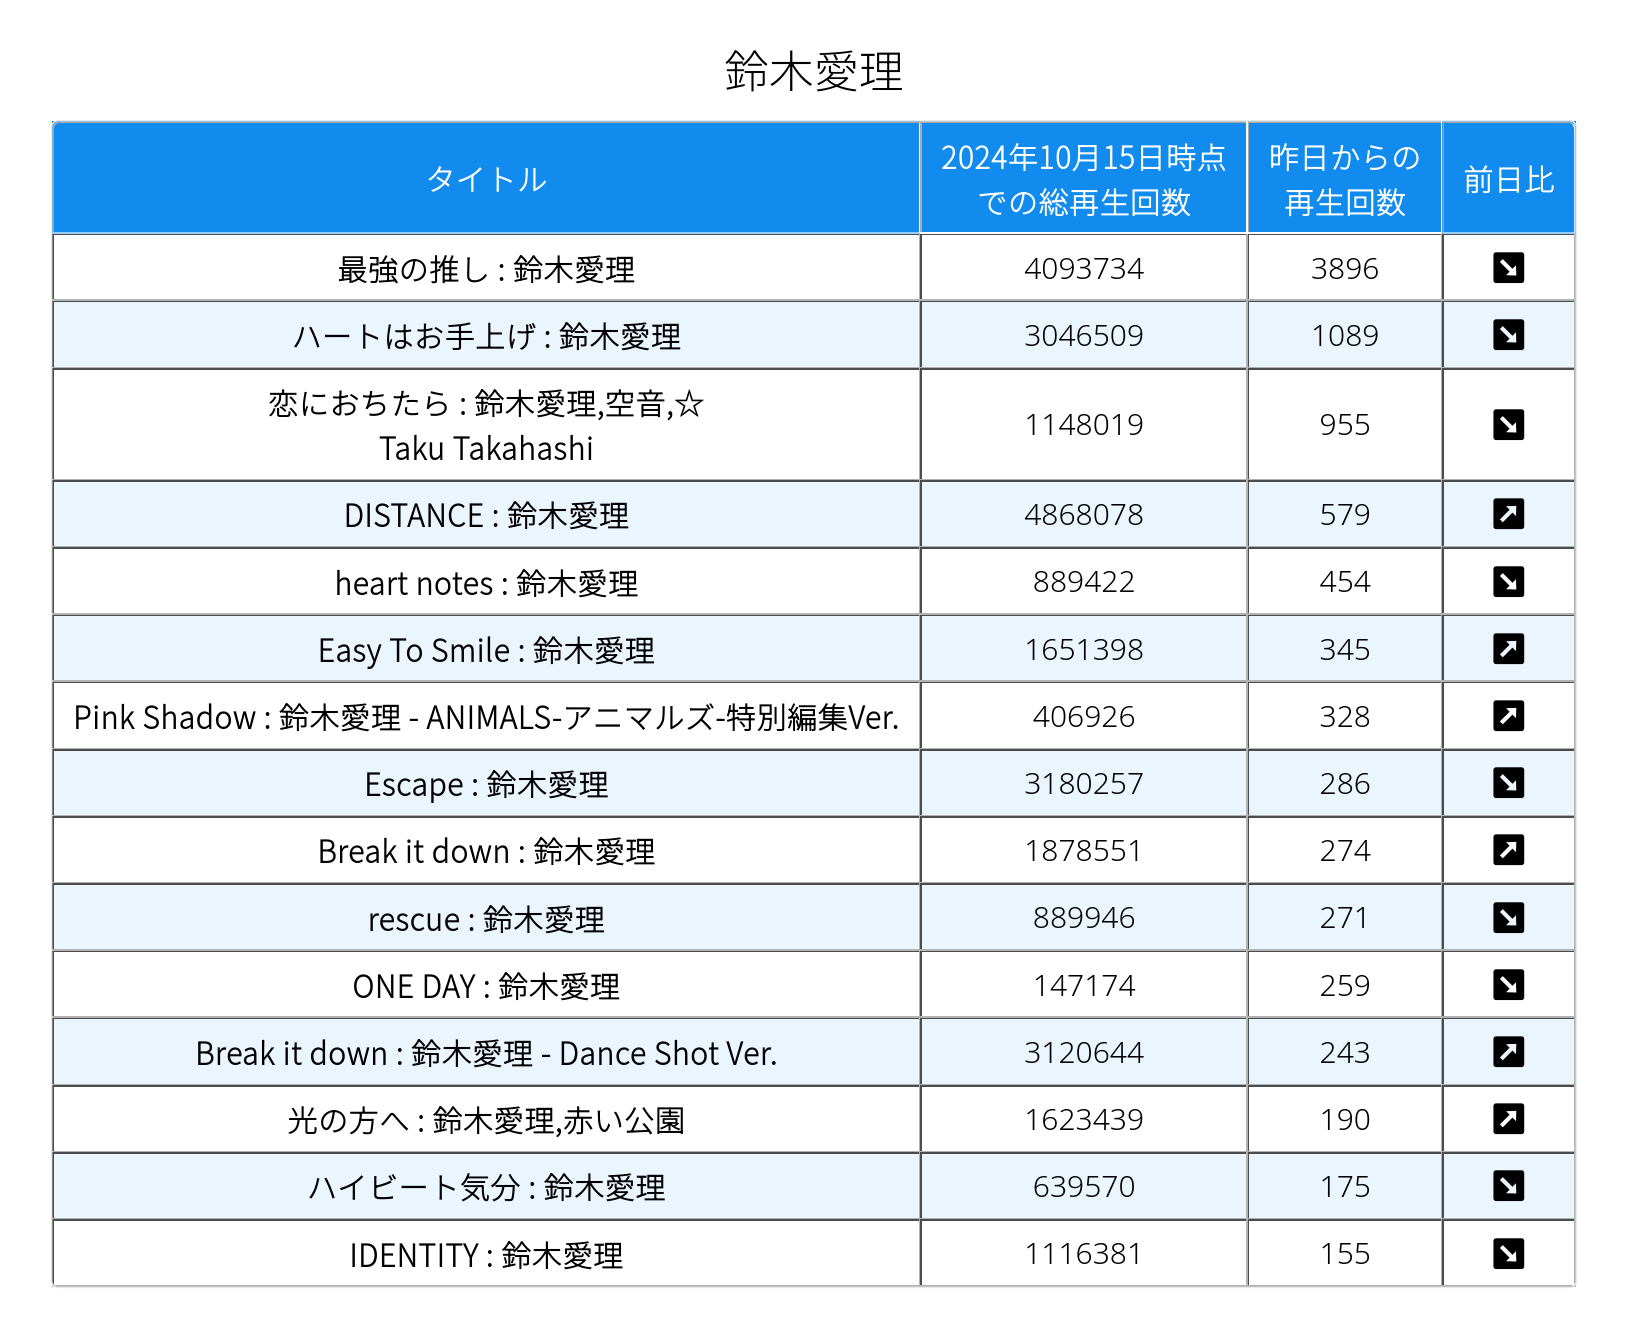 鈴木愛理
タイトル 2024年10月15日時点 昨日からの 前日比
での総再生回数 再生回数
最強の推し : 鈴木愛理 4093734 3896
ハートはお手上げ : 鈴木愛理 3046509 1089
恋におちたら : 鈴木愛理,空音,☆
Taku Takahashi 1148019 955
DISTANCE : 鈴木愛理 4868078 579
heart notes : 鈴木愛理 889422 454
Easy To Smile : 鈴木愛理 1651398 345
Pink Shadow : 鈴木愛理 - ANIMALS-アニマルズ-特別編集Ver. 406926 328
Escape : 鈴木愛理 3180257 286
Break it down : 鈴木愛理 1878551 274
rescue : 鈴木愛理 889946 271
ONE DAY : 鈴木愛理 147174 259
Break it down : 鈴木愛理 - Dance Shot Ver. 3120644 243
光の方へ : 鈴木愛理,赤い公園 1623439 190
ハイビート気分 : 鈴木愛理 639570 175
IDENTITY : 鈴木愛理 1116381 155